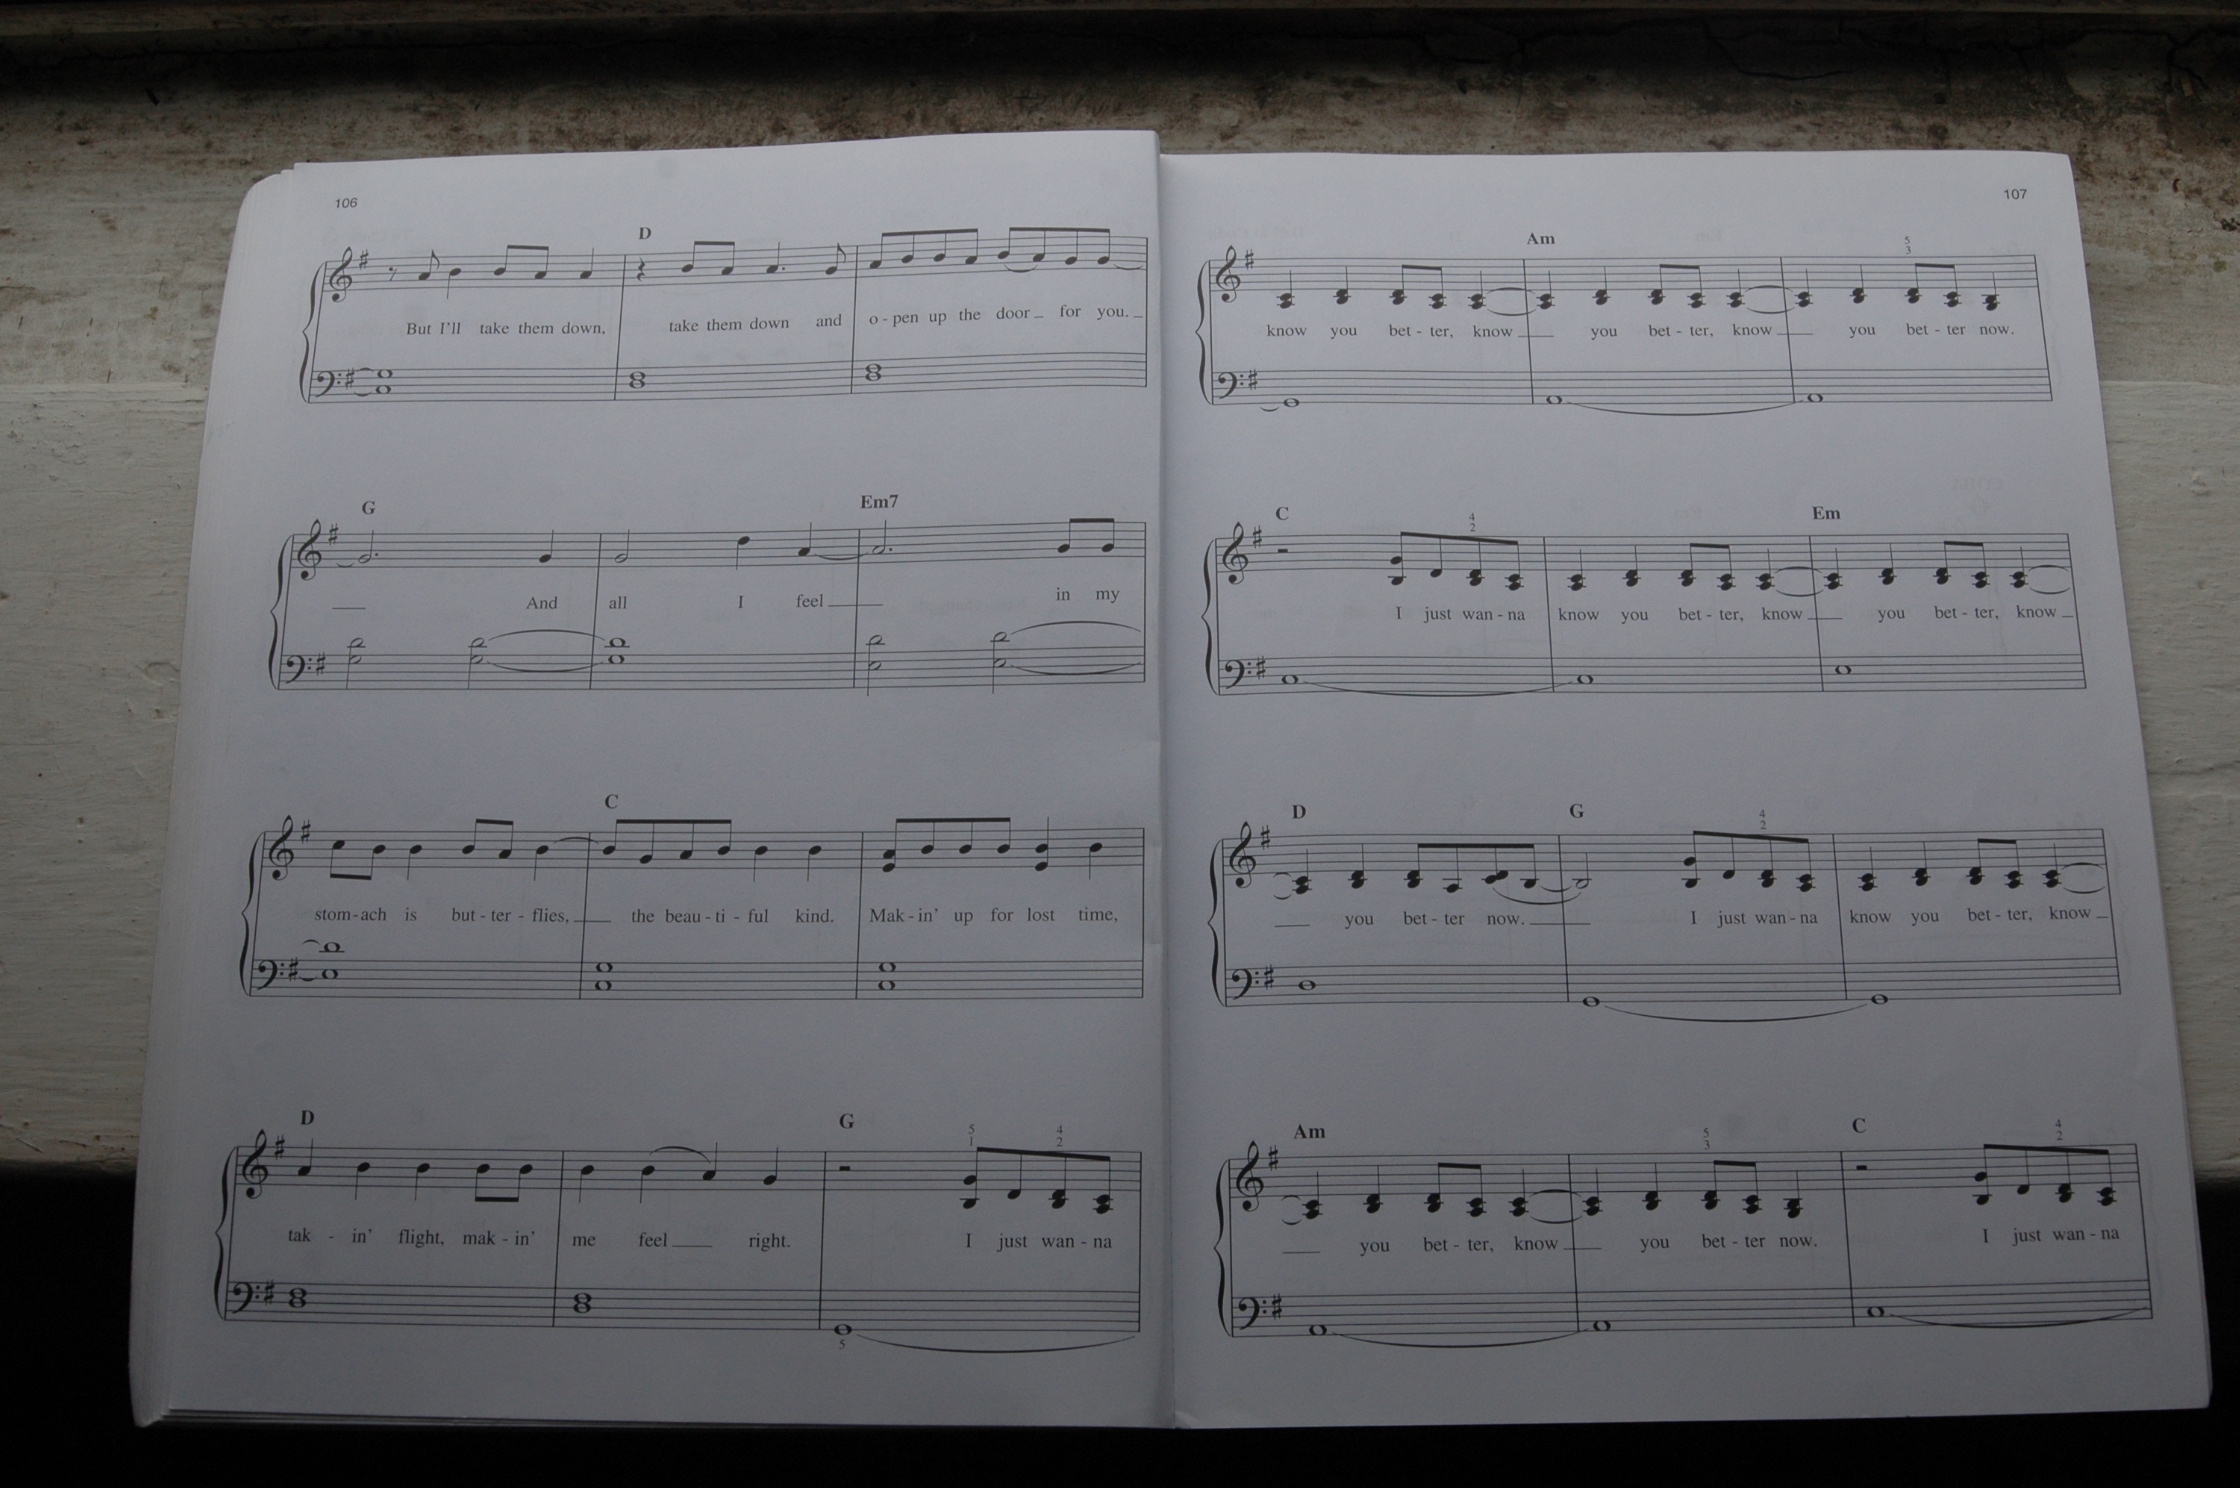 106
D
But I'll take them down, take them down and o - pen up the door _ for you. _
G Em7
And all I feel in my
C
stom - ach is but - ter - flies, the beau - ti - ful kind. Mak - in' up for lost time,
D G 5 1 4 2
tak - in' flight, mak - in' me feel right. I just wan - na
5
107
Am 5 3
know you bet - ter, know you bet - ter, know you bet - ter now.
C 4 2 Em
I just wan - na know you bet - ter, know you bet - ter, know _
D G 4 2
you bet - ter now. I just wan - na know you bet - ter, know _
Am 5 3 C 4 2
you bet - ter, know you bet - ter now. I just wan - na